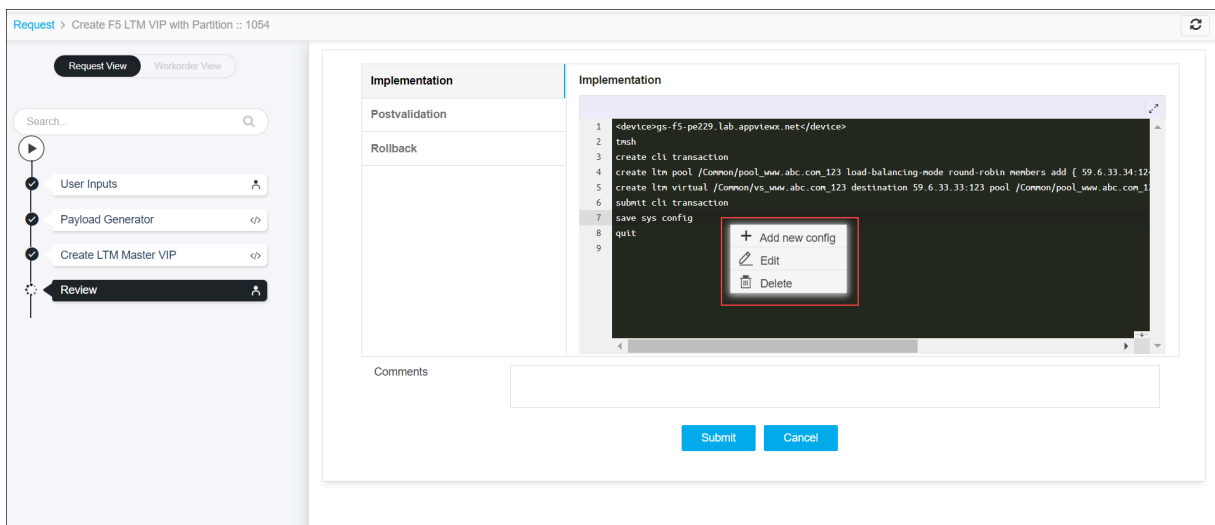 Request > Create F5 LTM VIP with Partition :: 1054
Request View
Workorder View
Search...
User Inputs
Payload Generator
</>
Create LTM Master VIP
</>
Review
Implementation
Postvalidation
Rollback
Implementation
1 <device>gs-f5-pe229.lab.appviewx.net</device>
2 tmsh
3 create cli transaction
4 create ltm pool /Common/pool_www.abc.com_123 load-balancing-mode round-robin members add { 59.6.33.34:12
5 create ltm virtual /Common/vs_www.abc.com_123 destination 59.6.33.33:123 pool /Common/pool_www.abc.com_1
6 submit cli transaction
7 save sys config
8 quit
9
+ Add new config
Edit
Delete
Comments
Submit
Cancel